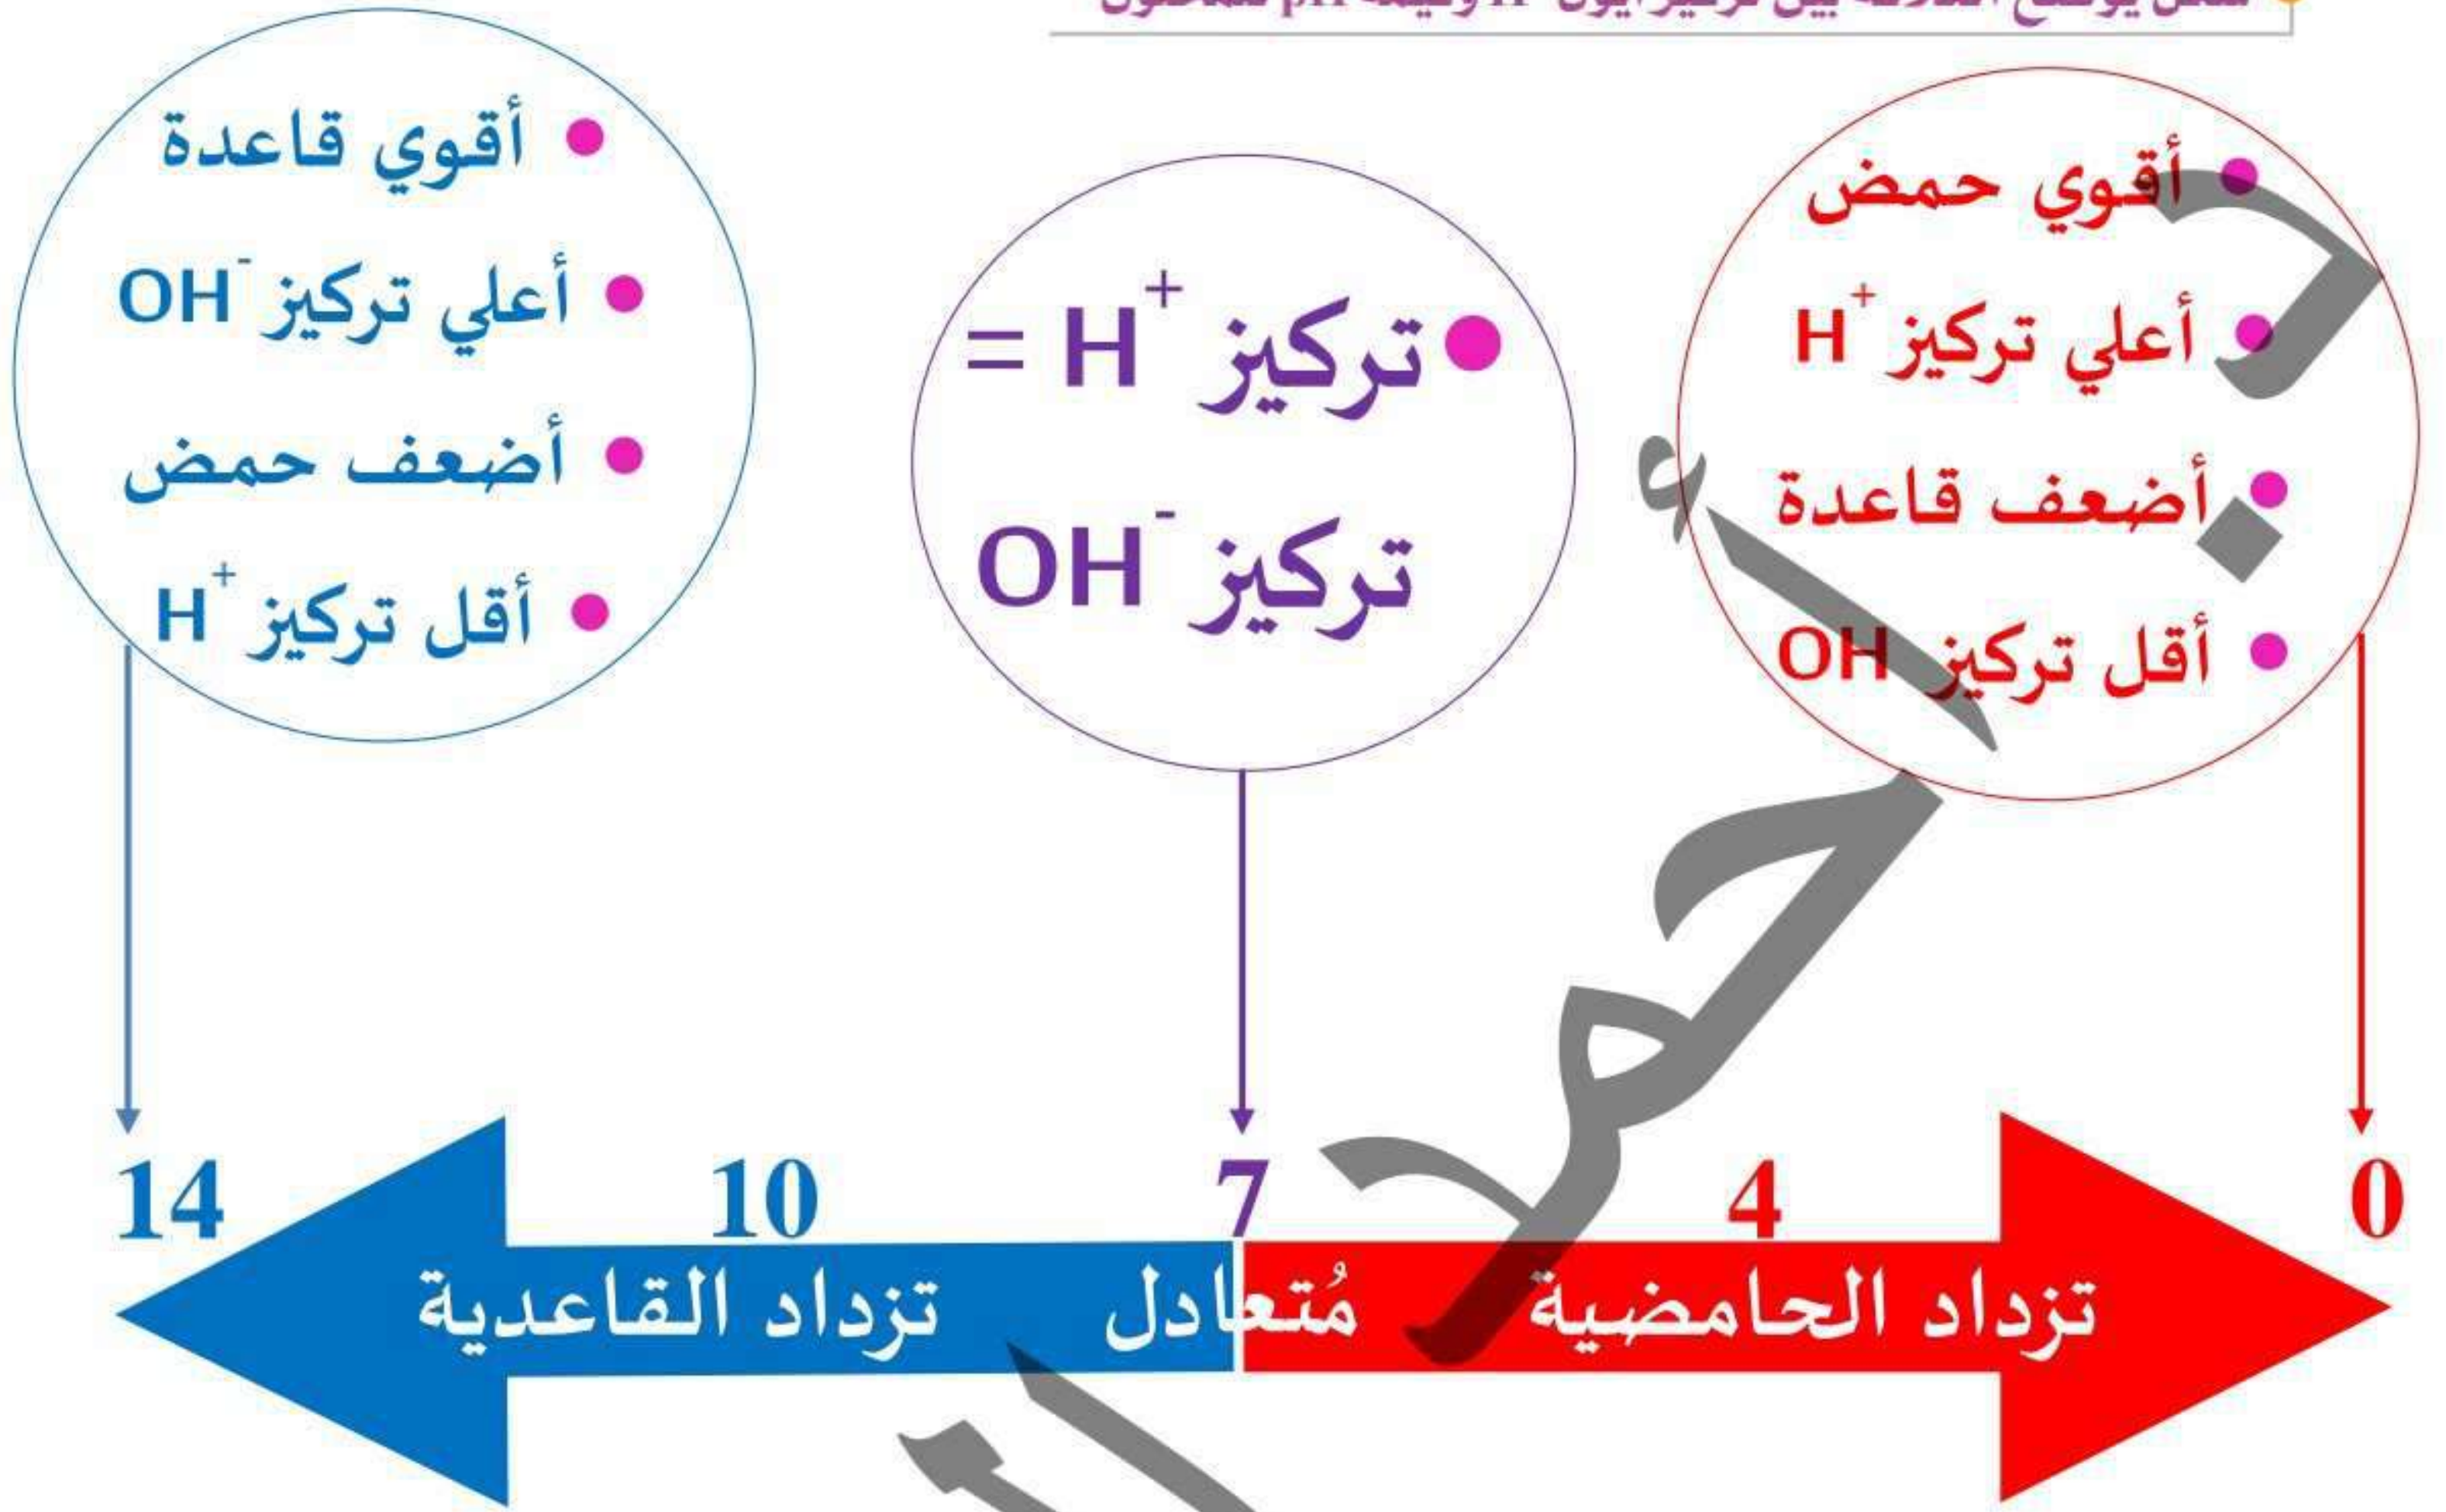 أقوي حمض
أعلي تركيز H⁺
أضعف قاعدة
أقل تركيز OH
تركيز H⁺ =
تركيز OH⁻
أقوي قاعدة
أعلي تركيز OH⁻
أضعف حمض
أقل تركيز H⁺
0
4
7
10
14
تزداد الحامضية
مُتعادل
تزداد القاعدية